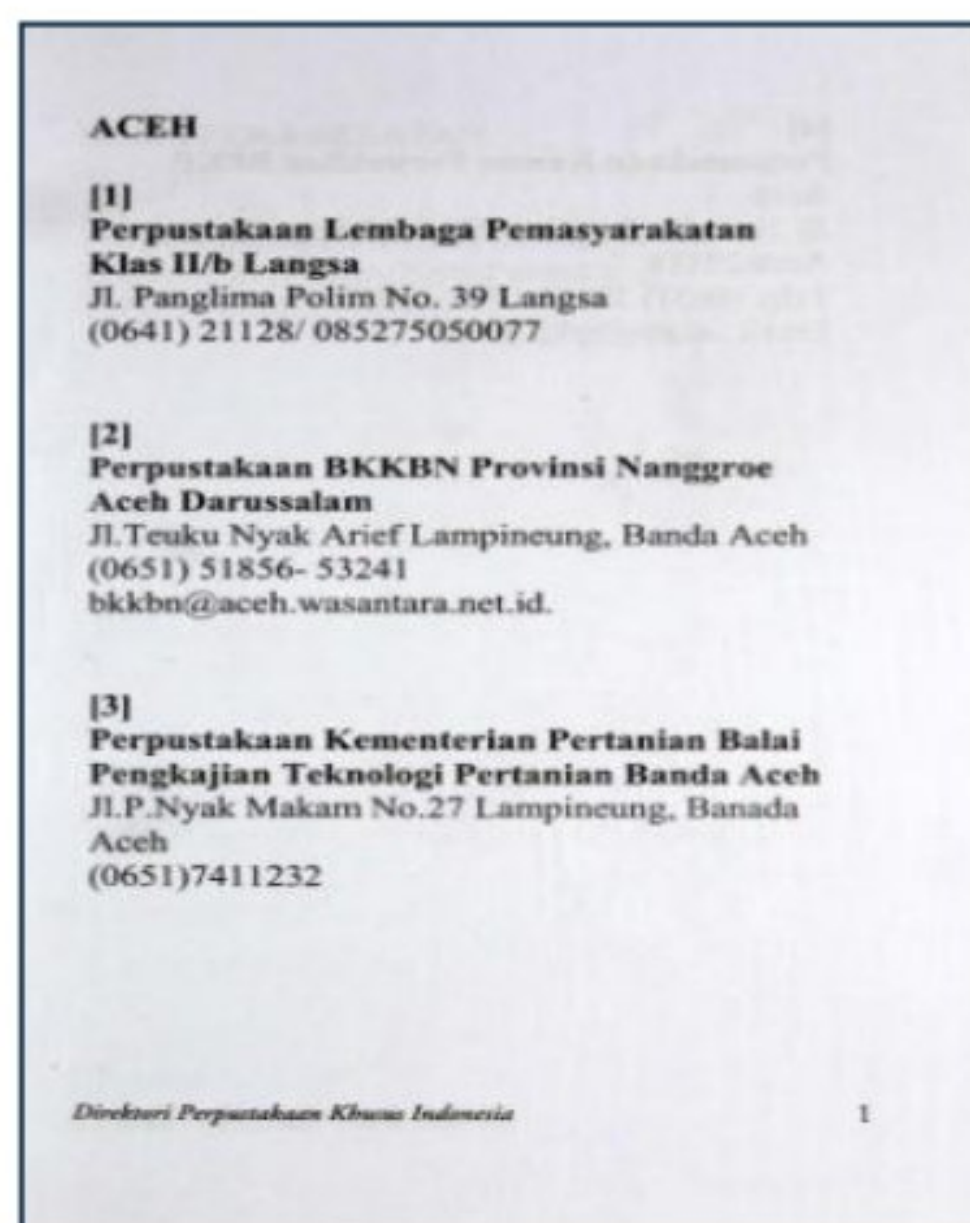 ACEH
[1]
Perpustakaan Lembaga Pemasyarakatan
Klas II/b Langsa
Jl. Panglima Polim No. 39 Langsa
(0641) 21128/ 085275050077
[2]
Perpustakaan BKKBN Provinsi Nanggroe
Aceh Darussalam
Jl.Teuku Nyak Arief Lampineung, Banda Aceh
(0651) 51856- 53241
bkkbn@aceh.wasantara.net.id.
[3]
Perpustakaan Kementerian Pertanian Balai
Pengkajian Teknologi Pertanian Banda Aceh
Jl.P.Nyak Makam No.27 Lampineung, Banada
Aceh
(0651)7411232
Direktori Perpustakaan Khusus Indonesia 1